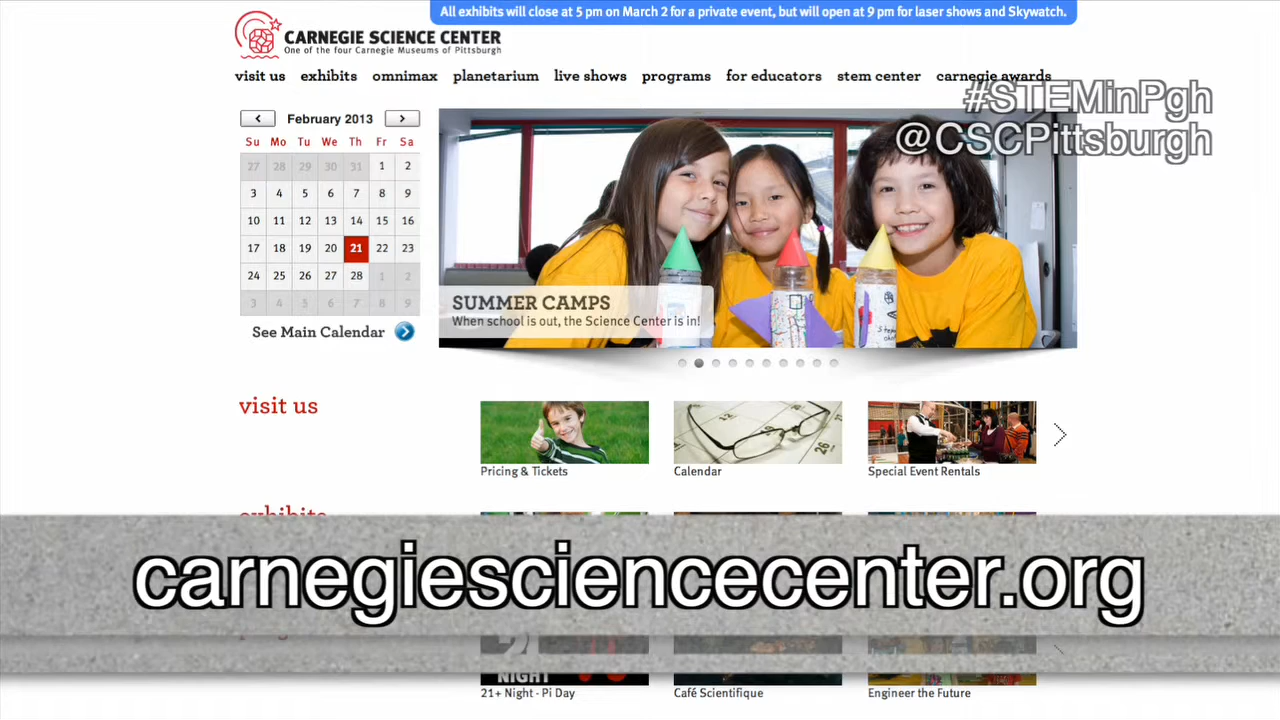 All exhibits will close at 5 pm on March 2 for a private event, but will open at 9 pm for laser shows and Skywatch.
CARNEGIE SCIENCE CENTER
One of the four Carnegie Museums of Pittsburgh
visit us exhibits omnimax planetarium live shows programs for educators stem center carnegie awards
#STEMinPgh
@CSCPittsburgh
February 2013
Su Mo Tu We Th Fr Sa
27 28 29 30 31 1 2
3 4 5 6 7 8 9
10 11 12 13 14 15 16
17 18 19 20 21 22 23
24 25 26 27 28 1 2
3 4 5 6 7 8 9
See Main Calendar
SUMMER CAMPS
When school is out, the Science Center is in!
visit us
Pricing & Tickets
Calendar
Special Event Rentals
exhibits
carnegiesciencecenter.org
NIGHT
21+ Night - Pi Day
Café Scientifique
Engineer the Future